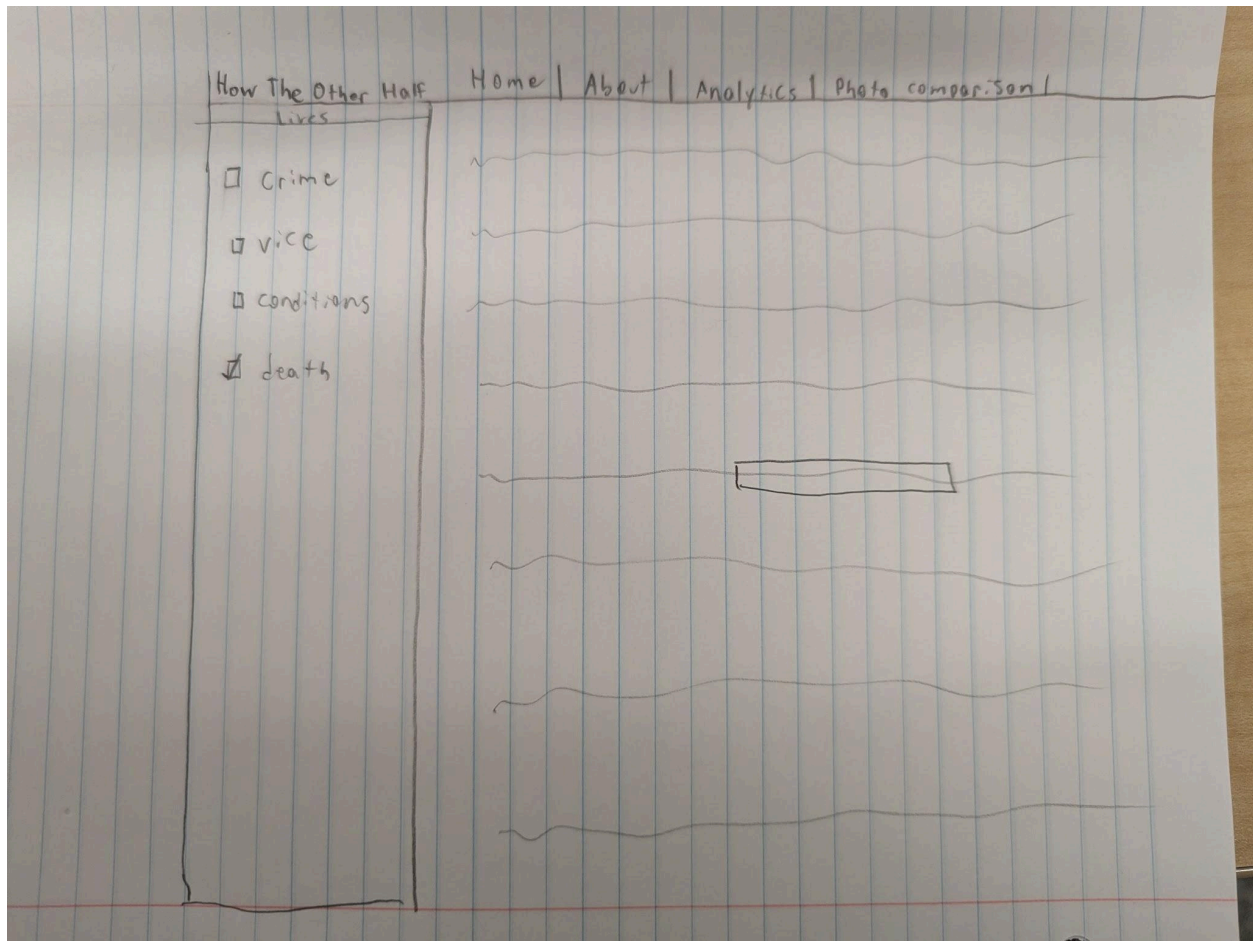 How The Other Half
Lives
Home | About | Analytics | Photo comparison |
Crime
vice
conditions
death